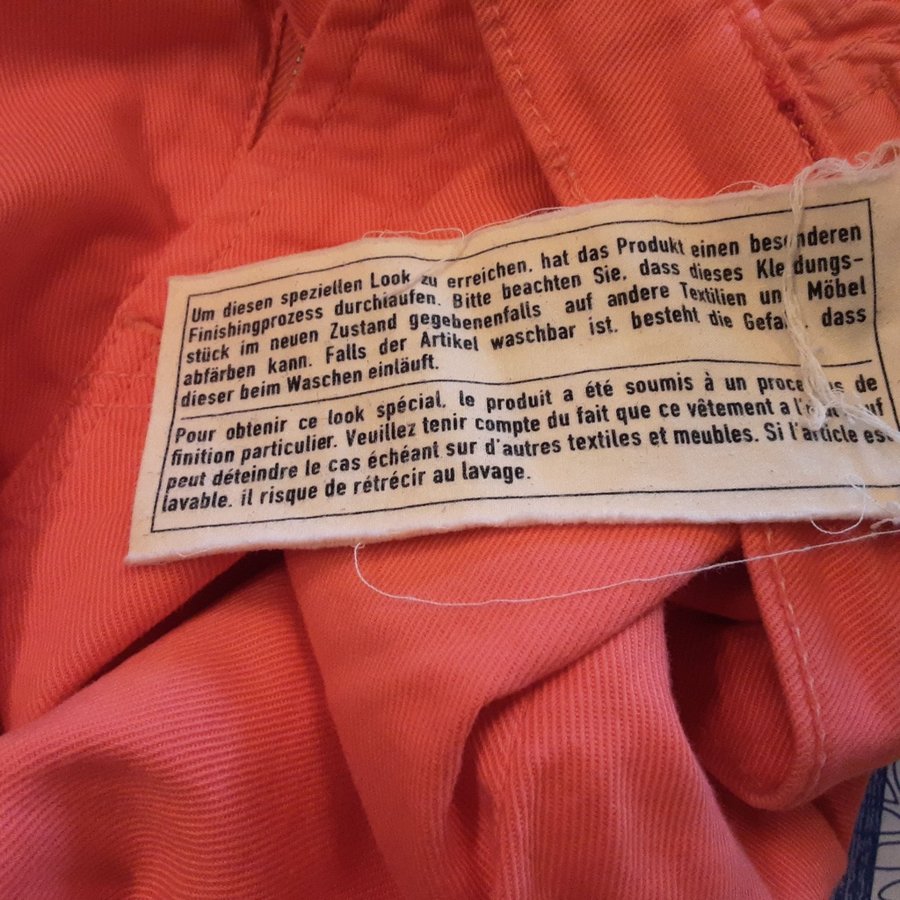 Um diesen speziellen Look zu erreichen, hat das Produkt einen besonderen
Finishingprozess durchlaufen. Bitte beachten Sie, dass dieses Kleidungs-
stück im neuen Zustand gegebenenfalls auf andere Textilien und Möbel
abfärben kann. Falls der Artikel waschbar ist, besteht die Gefahr, dass
dieser beim Waschen einläuft.
Pour obtenir ce look spécial, le produit a été soumis à un processus de
finition particulier. Veuillez tenir compte du fait que ce vêtement a l'état neuf
peut déteindre le cas échéant sur d'autres textiles et meubles. Si l'article est
lavable, il risque de rétrécir au lavage.